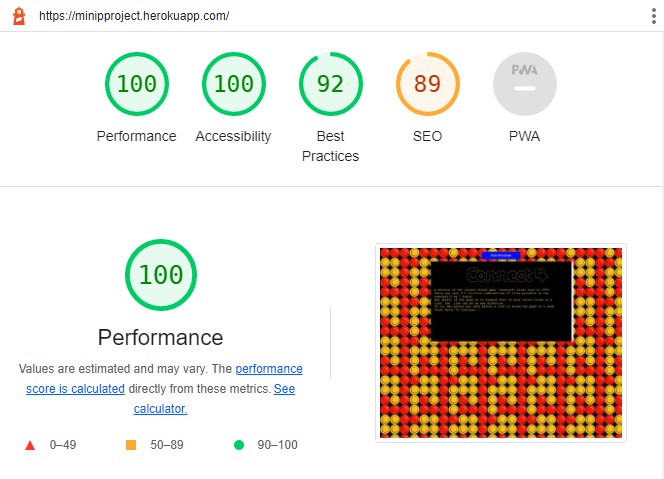 https://minipproject.herokuapp.com/
100 100 92 89 PWA
Performance Accessibility Best Practices SEO PWA
100
Performance
Values are estimated and may vary. The performance
score is calculated directly from these metrics. See
calculator.
0–49 50–89 90–100
Connect 4